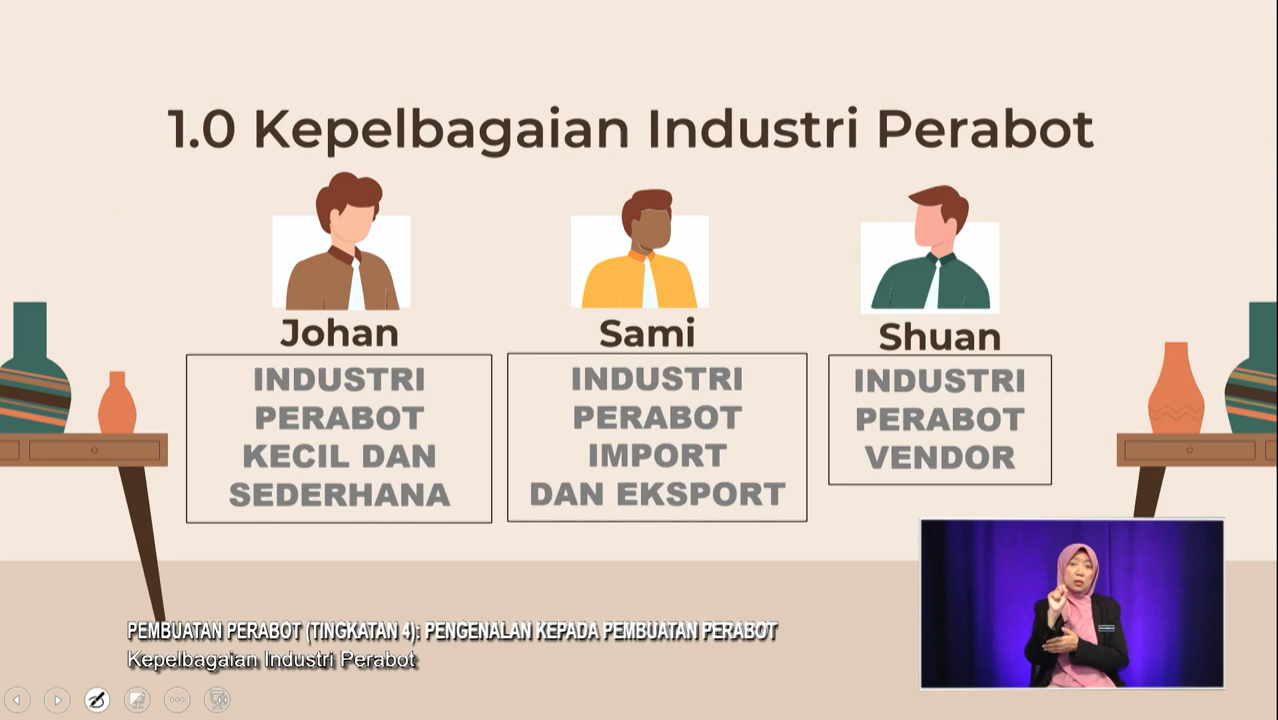 1.0 Kepelbagaian Industri Perabot
Johan
INDUSTRI
PERABOT
KECIL DAN
SEDERHANA
Sami
INDUSTRI
PERABOT
IMPORT
DAN EKSPORT
Shuan
INDUSTRI
PERABOT
VENDOR
PEMBUATAN PERABOT (TINGKATAN 4): PENGENALAN KEPADA PEMBUATAN PERABOT
Kepelbagaian Industri Perabot